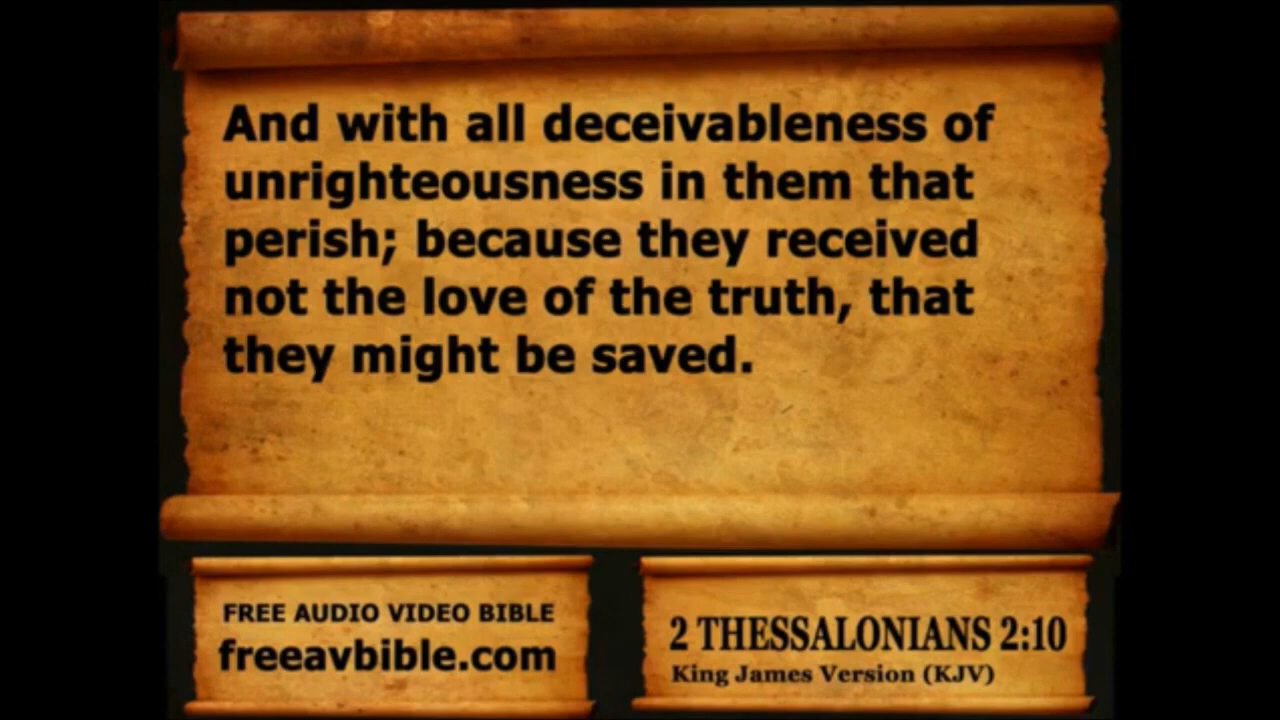 And with all deceivableness of
unrighteousness in them that
perish; because they received
not the love of the truth, that
they might be saved.
FREE AUDIO VIDEO BIBLE
freeavbible.com
2 THESSALONIANS 2:10
King James Version (KJV)